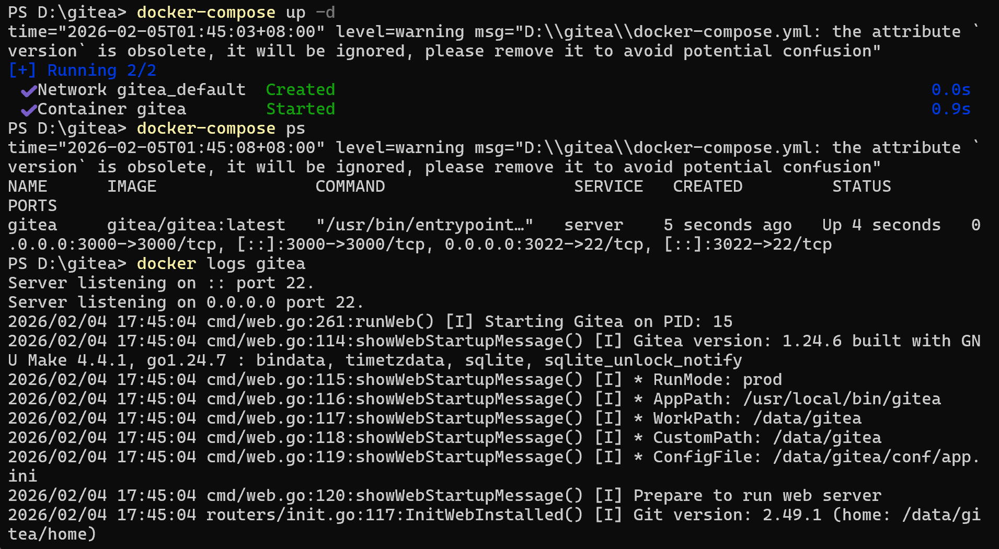 PS D:\gitea> docker-compose up -d
time="2026-02-05T01:45:03+08:00" level=warning msg="D:\\gitea\\docker-compose.yml: the attribute `
version` is obsolete, it will be ignored, please remove it to avoid potential confusion"
[+] Running 2/2
✔Network gitea_default  Created  0.0s
✔Container gitea        Started  0.9s
PS D:\gitea> docker-compose ps
time="2026-02-05T01:45:08+08:00" level=warning msg="D:\\gitea\\docker-compose.yml: the attribute `
version` is obsolete, it will be ignored, please remove it to avoid potential confusion"
NAME      IMAGE                COMMAND                   SERVICE   CREATED         STATUS
PORTS
gitea     gitea/gitea:latest   "/usr/bin/entrypoint…"   server    5 seconds ago   Up 4 seconds   0
.0.0.0:3000->3000/tcp, [::]:3000->3000/tcp, 0.0.0.0:3022->22/tcp, [::]:3022->22/tcp
PS D:\gitea> docker logs gitea
Server listening on :: port 22.
Server listening on 0.0.0.0 port 22.
2026/02/04 17:45:04 cmd/web.go:261:runWeb() [I] Starting Gitea on PID: 15
2026/02/04 17:45:04 cmd/web.go:114:showWebStartupMessage() [I] Gitea version: 1.24.6 built with GN
U Make 4.4.1, go1.24.7 : bindata, timetzdata, sqlite, sqlite_unlock_notify
2026/02/04 17:45:04 cmd/web.go:115:showWebStartupMessage() [I] * RunMode: prod
2026/02/04 17:45:04 cmd/web.go:116:showWebStartupMessage() [I] * AppPath: /usr/local/bin/gitea
2026/02/04 17:45:04 cmd/web.go:117:showWebStartupMessage() [I] * WorkPath: /data/gitea
2026/02/04 17:45:04 cmd/web.go:118:showWebStartupMessage() [I] * CustomPath: /data/gitea
2026/02/04 17:45:04 cmd/web.go:119:showWebStartupMessage() [I] * ConfigFile: /data/gitea/conf/app.
ini
2026/02/04 17:45:04 cmd/web.go:120:showWebStartupMessage() [I] Prepare to run web server
2026/02/04 17:45:04 routers/init.go:117:InitWebInstalled() [I] Git version: 2.49.1 (home: /data/gi
tea/home)